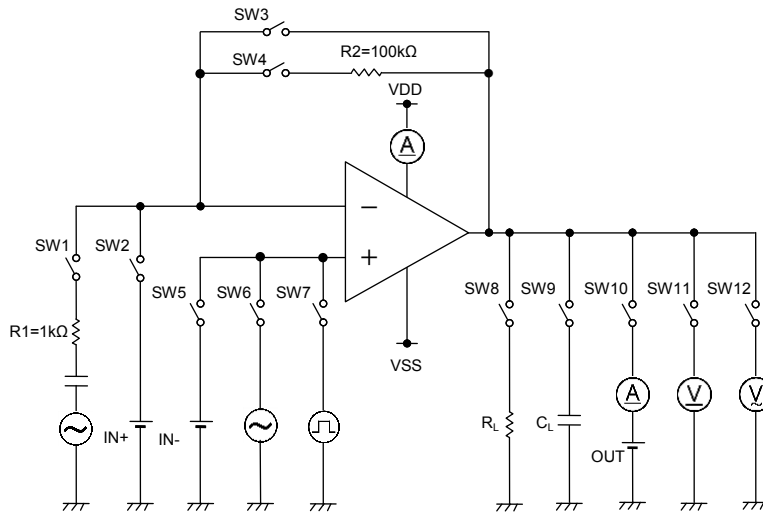 SW3
SW4
R2=100kΩ
VDD
A
−
+
SW1
SW2
SW5
SW6
SW7
SW8
SW9
SW10
SW11
SW12
R1=1kΩ
VSS
IN+
IN-
RL
CL
A
V
V
OUT